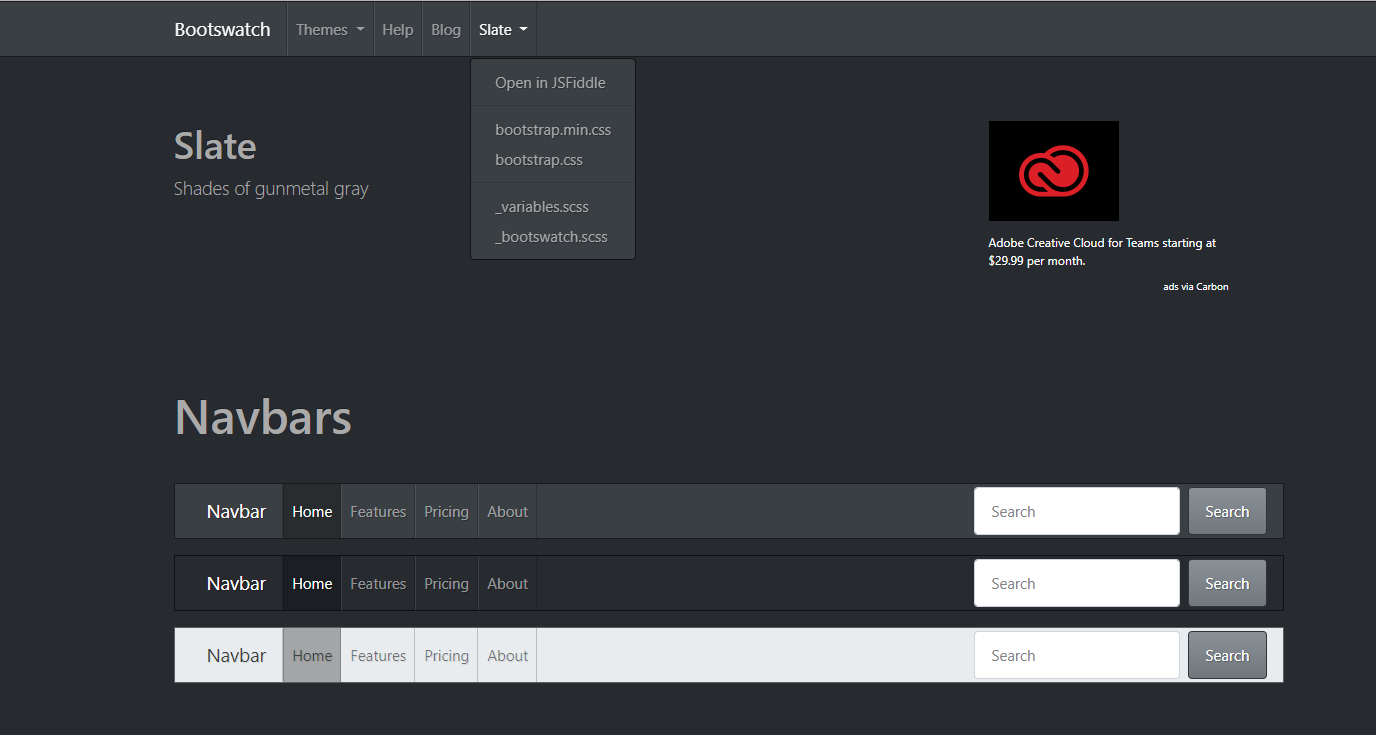 Bootswatch Themes Help Blog Slate
Open in JSFiddle
bootstrap.min.css
bootstrap.css
_variables.scss
_bootswatch.scss
Slate
Shades of gunmetal gray
Adobe Creative Cloud for Teams starting at
$29.99 per month.
ads via Carbon
Navbars
Navbar Home Features Pricing About Search Search
Navbar Home Features Pricing About Search Search
Navbar Home Features Pricing About Search Search